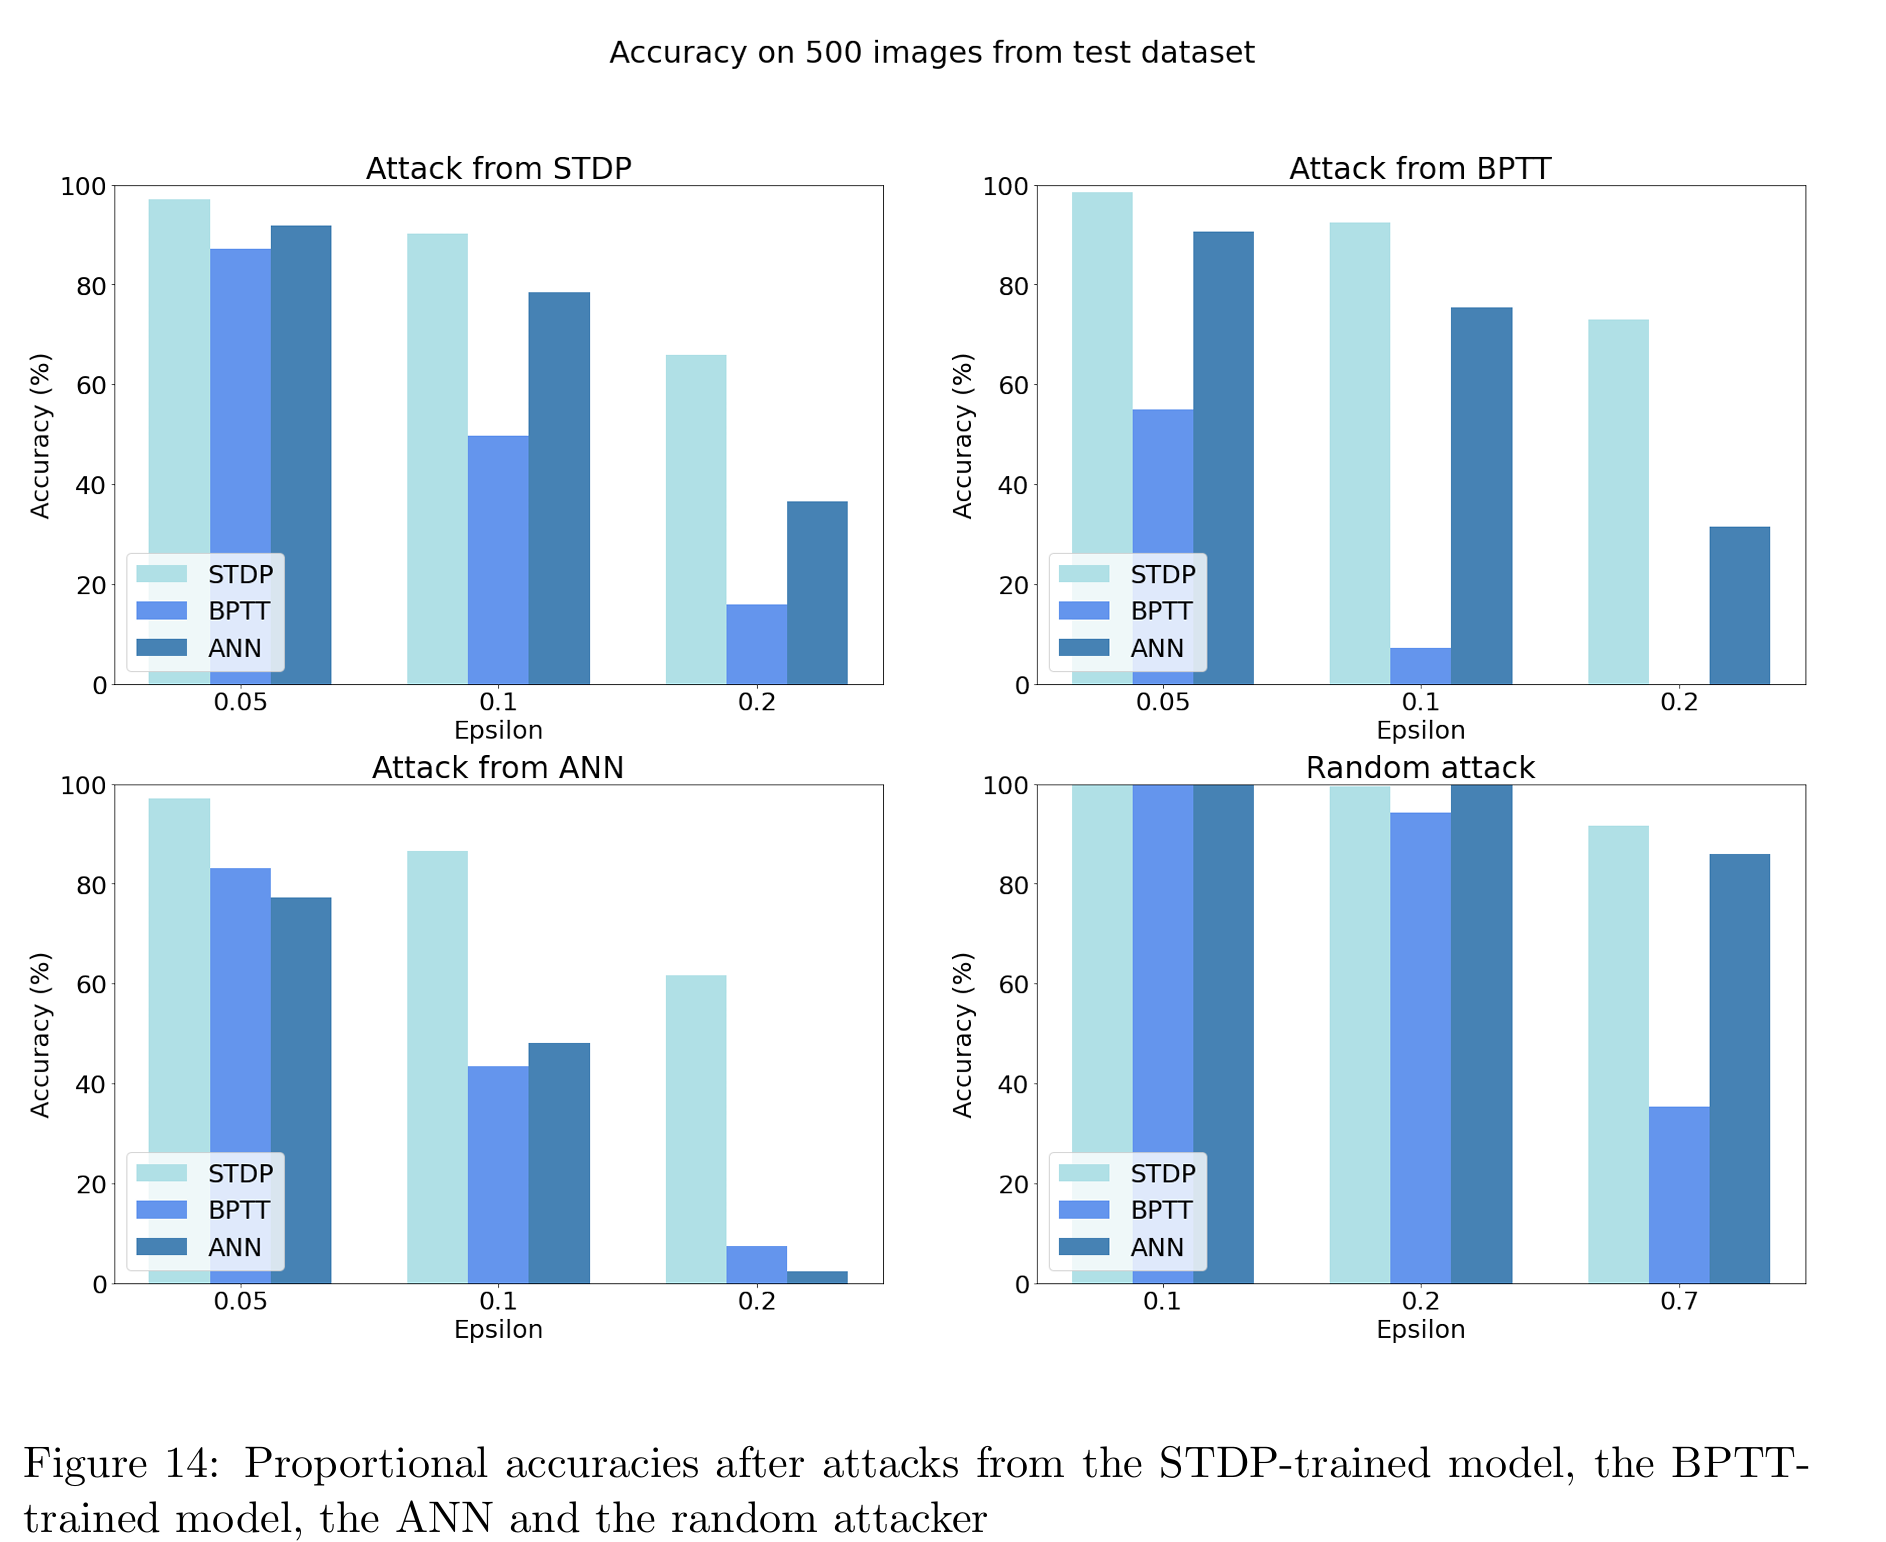 Accuracy on 500 images from test dataset
Attack from STDP
100
80
60
40
20
0
Accuracy (%)
STDP
BPTT
ANN
0.05 0.1 0.2
Epsilon
Attack from BPTT
100
80
60
40
20
0
Accuracy (%)
STDP
BPTT
ANN
0.05 0.1 0.2
Epsilon
Attack from ANN
100
80
60
40
20
0
Accuracy (%)
STDP
BPTT
ANN
0.05 0.1 0.2
Epsilon
Random attack
100
80
60
40
20
0
Accuracy (%)
STDP
BPTT
ANN
0.1 0.2 0.7
Epsilon
Figure 14: Proportional accuracies after attacks from the STDP-trained model, the BPTT-
trained model, the ANN and the random attacker